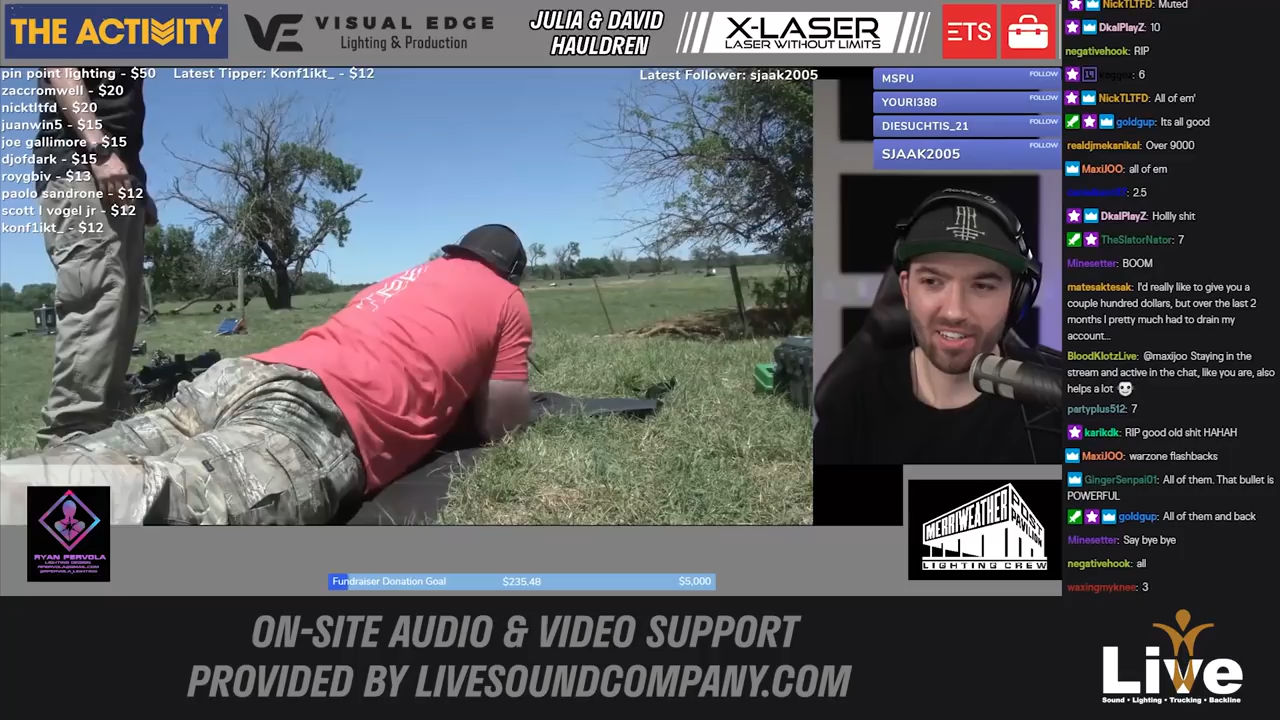 THE ACTIVITY
VE VISUAL EDGE
Lighting & Production
JULIA & DAVID
HAULDREN
X-LASER
LASER WITHOUT LIMITS
ETS
pin point lighting - $50
zaccromwell - $20
nicktltfd - $20
juanwin5 - $15
joe gallimore - $15
djofdark - $15
roygbiv - $13
paolo sandrone - $12
scott l vogel jr - $12
konf1ikt_ - $12
Latest Tipper: Konf1ikt_ - $12
Latest Follower: sjaak2005
MSPU FOLLOW
YOURI388 FOLLOW
DIESUCHTIS_21 FOLLOW
SJAAK2005 FOLLOW
NickTLTFD: Muted
DkalPlayZ: 10
negativehook: RIP
: 6
NickTLTFD: All of em'
goldgup: Its all good
realdjmekanikal: Over 9000
MaxiJOO: all of em
: 2.5
DkalPlayZ: Hollly shit
TheSlatorNator: 7
Minesetter: BOOM
matesaktesak: I'd really like to give you a
couple hundred dollars, but over the last 2
months I pretty much had to drain my
account...
BloodKlotzLive: @maxijoo Staying in the
stream and active in the chat, like you are, also
helps a lot
partyplus512: 7
karikdk: RIP good old shit HAHAH
MaxiJOO: warzone flashbacks
GingerSenpai01: All of them. That bullet is
POWERFUL
goldgup: All of them and back
Minesetter: Say bye bye
negativehook: all
waxingmyknee: 3
RYAN PERVOLA
LIGHTING DESIGN
MERRIWEATHER
POST
PAVILION
LIGHTING CREW
Fundraiser Donation Goal $235.48 $5,000
ON-SITE AUDIO & VIDEO SUPPORT
PROVIDED BY LIVESOUNDCOMPANY.COM
Live
Sound • Lighting • Trucking • Backline